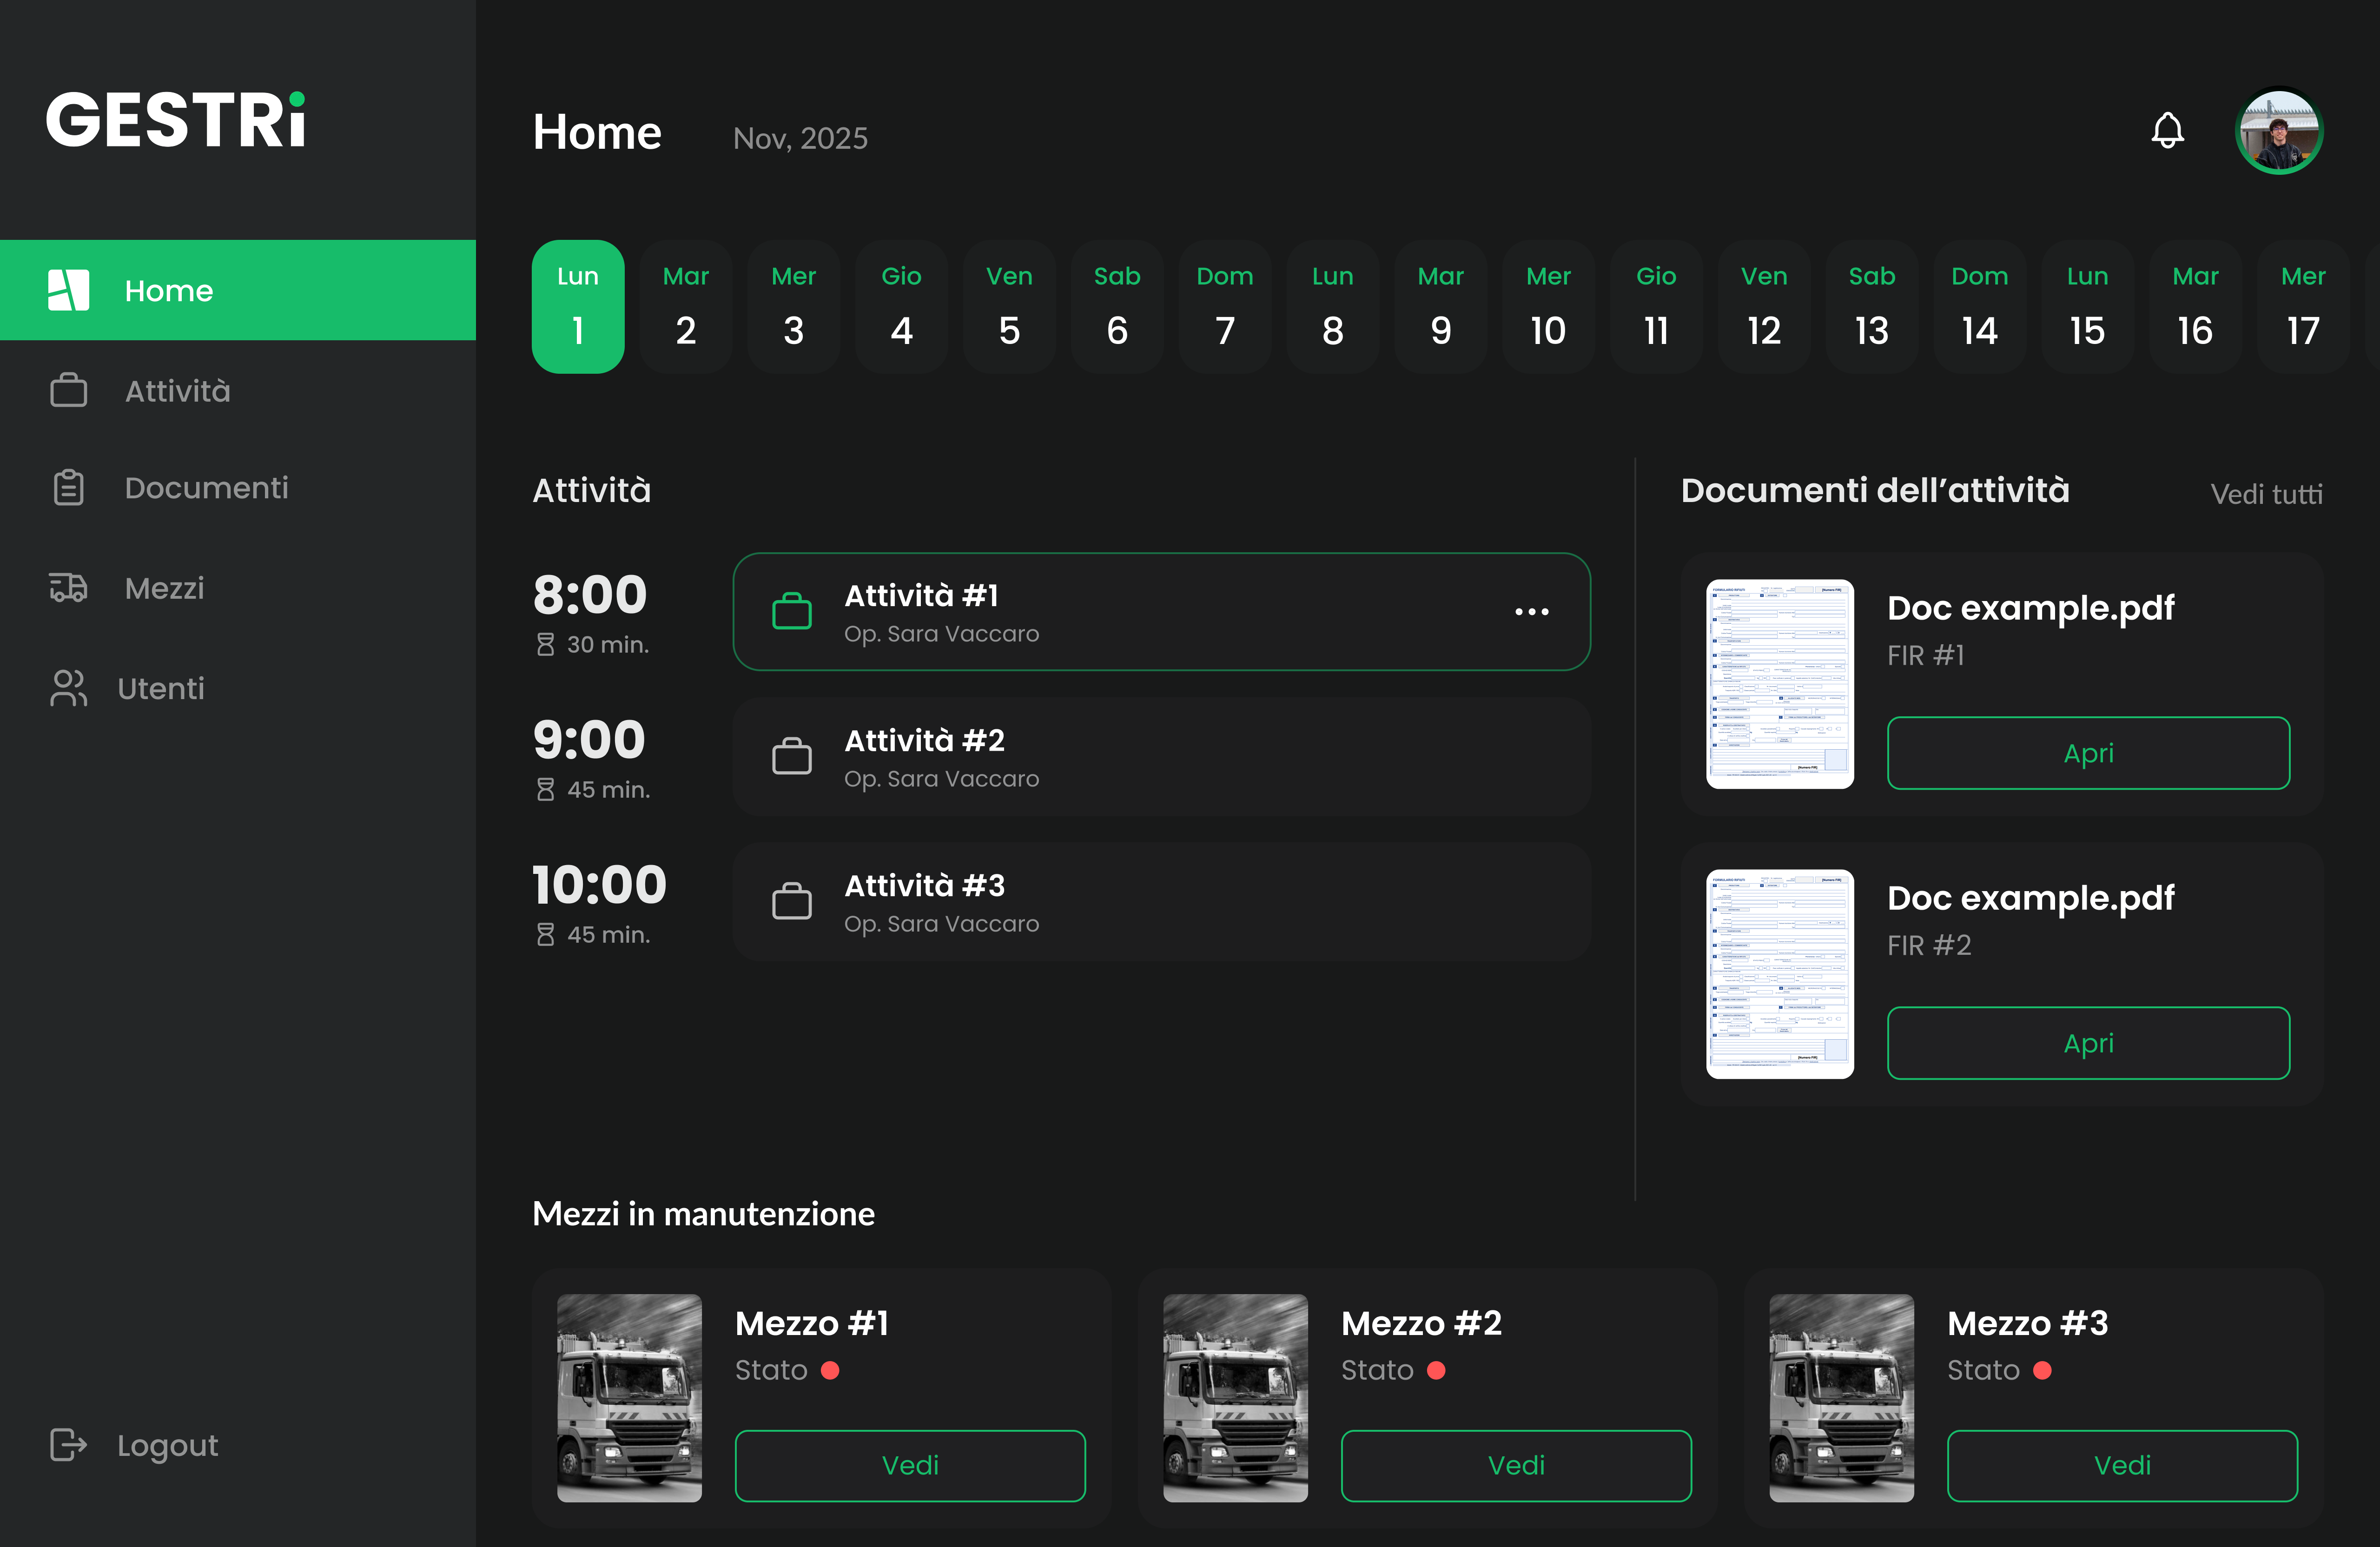 GESTRi
Home
Attività
Documenti
Mezzi
Utenti
Logout
Home
Nov, 2025
Lun Mar Mer Gio Ven Sab Dom Lun Mar Mer Gio Ven Sab Dom Lun Mar Mer
1 2 3 4 5 6 7 8 9 10 11 12 13 14 15 16 17
Attività
8:00
30 min.
Attività #1
Op. Sara Vaccaro
9:00
45 min.
Attività #2
Op. Sara Vaccaro
10:00
45 min.
Attività #3
Op. Sara Vaccaro
Documenti dell’attività
Vedi tutti
Doc example.pdf
FIR #1
Apri
Doc example.pdf
FIR #2
Apri
Mezzi in manutenzione
Mezzo #1
Stato
Vedi
Mezzo #2
Stato
Vedi
Mezzo #3
Stato
Vedi